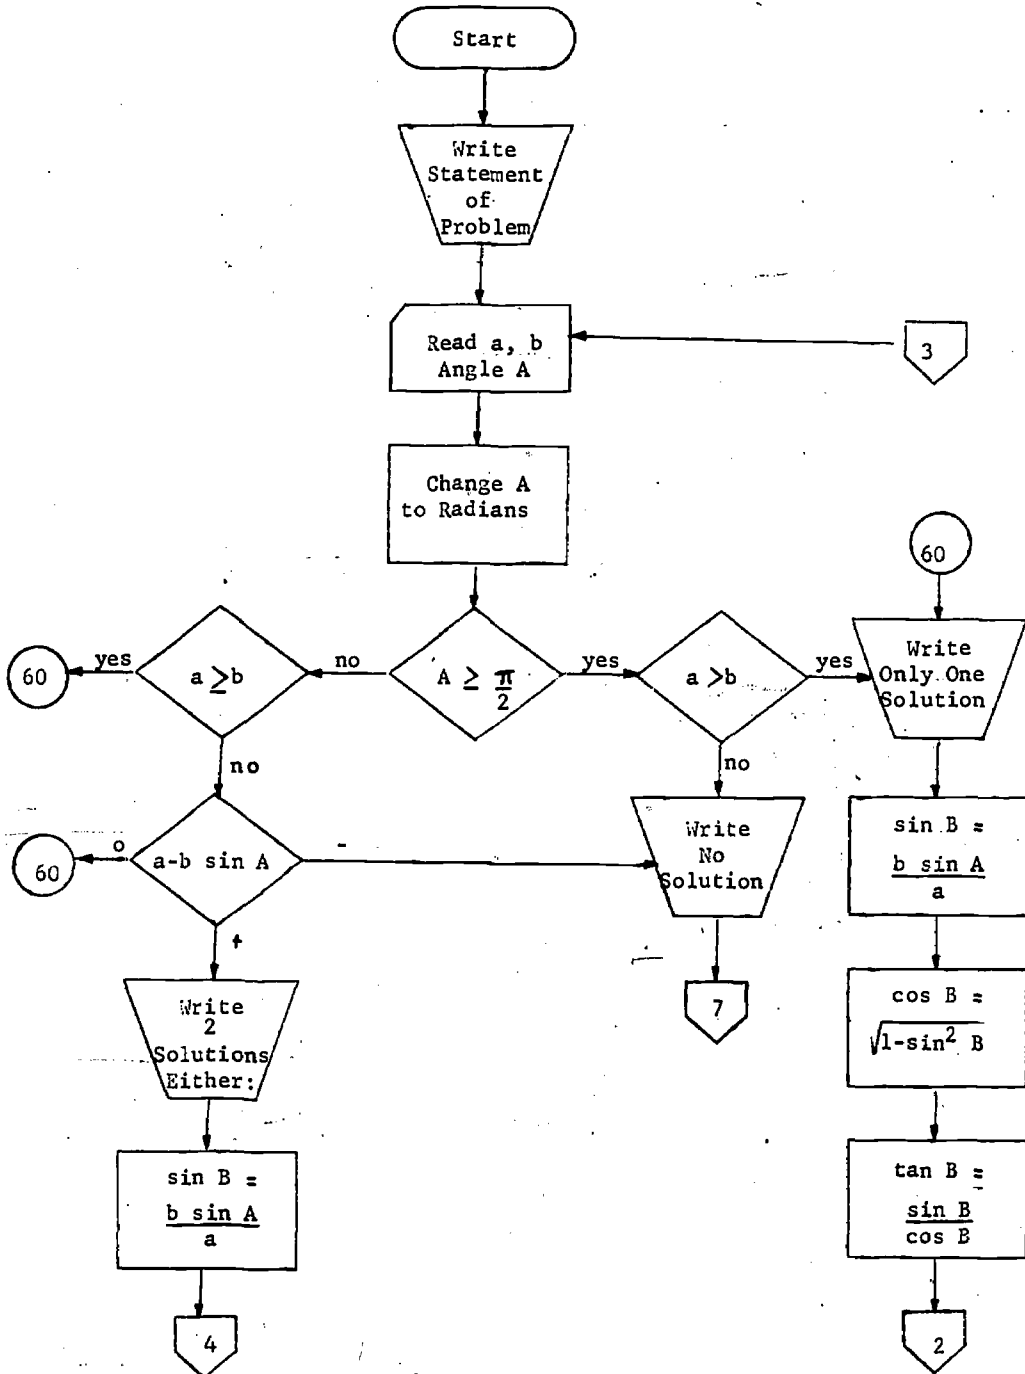 Start
Write
Statement
of
Problem
Read a, b
Angle A
3
Change A
to Radians
60
60
yes
a ≥ b
no
A ≥ π/2
yes
a > b
yes
Write
Only One
Solution
no
no
60
o
a-b sin A
-
Write
No
Solution
sin B =
b sin A
a
+
Write
2
Solutions
Either:
7
cos B =
√1-sin² B
sin B =
b sin A
a
tan B =
sin B
cos B
4
2